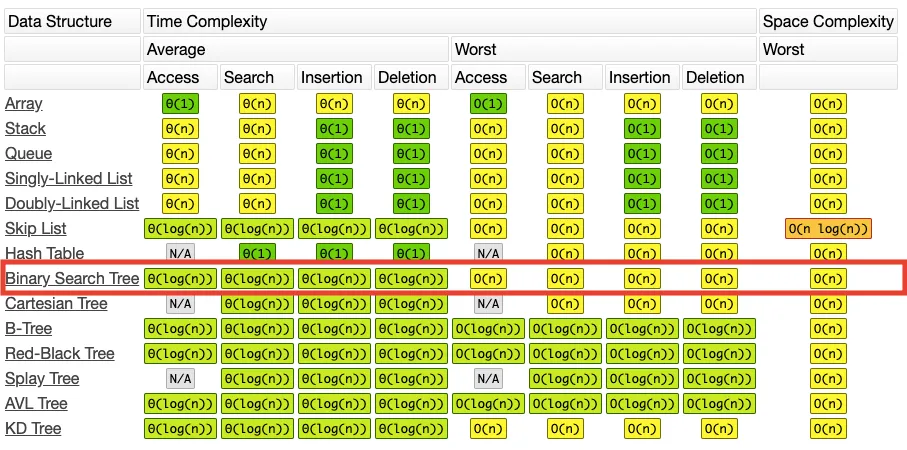 Data Structure Time Complexity Space Complexity
Average Worst Worst
Access Search Insertion Deletion Access Search Insertion Deletion
Array θ(1) θ(n) θ(n) θ(n) O(1) O(n) O(n) O(n) O(n)
Stack θ(n) θ(n) θ(1) θ(1) O(n) O(n) O(1) O(1) O(n)
Queue θ(n) θ(n) θ(1) θ(1) O(n) O(n) O(1) O(1) O(n)
Singly-Linked List θ(n) θ(n) θ(1) θ(1) O(n) O(n) O(1) O(1) O(n)
Doubly-Linked List θ(n) θ(n) θ(1) θ(1) O(n) O(n) O(1) O(1) O(n)
Skip List θ(log(n)) θ(log(n)) θ(log(n)) θ(log(n)) O(n) O(n) O(n) O(n) O(n log(n))
Hash Table N/A θ(1) θ(1) θ(1) N/A O(n) O(n) O(n) O(n)
Binary Search Tree θ(log(n)) θ(log(n)) θ(log(n)) θ(log(n)) O(n) O(n) O(n) O(n) O(n)
Cartesian Tree N/A θ(log(n)) θ(log(n)) θ(log(n)) N/A O(n) O(n) O(n) O(n)
B-Tree θ(log(n)) θ(log(n)) θ(log(n)) θ(log(n)) O(log(n)) O(log(n)) O(log(n)) O(log(n)) O(n)
Red-Black Tree θ(log(n)) θ(log(n)) θ(log(n)) θ(log(n)) O(log(n)) O(log(n)) O(log(n)) O(log(n)) O(n)
Splay Tree N/A θ(log(n)) θ(log(n)) θ(log(n)) N/A O(log(n)) O(log(n)) O(log(n)) O(n)
AVL Tree θ(log(n)) θ(log(n)) θ(log(n)) θ(log(n)) O(log(n)) O(log(n)) O(log(n)) O(log(n)) O(n)
KD Tree θ(log(n)) θ(log(n)) θ(log(n)) θ(log(n)) O(n) O(n) O(n) O(n) O(n)